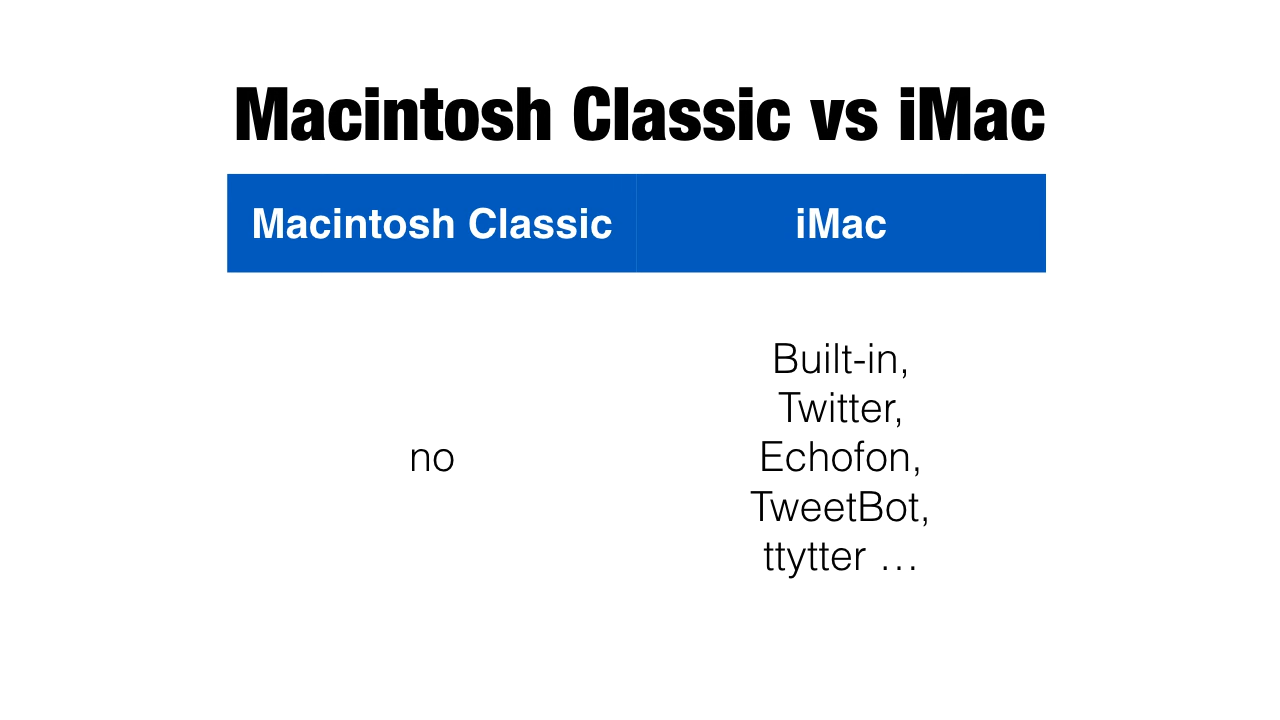 Macintosh Classic vs iMac
Macintosh Classic
iMac
no
Built-in,
Twitter,
Echofon,
TweetBot,
ttytter …